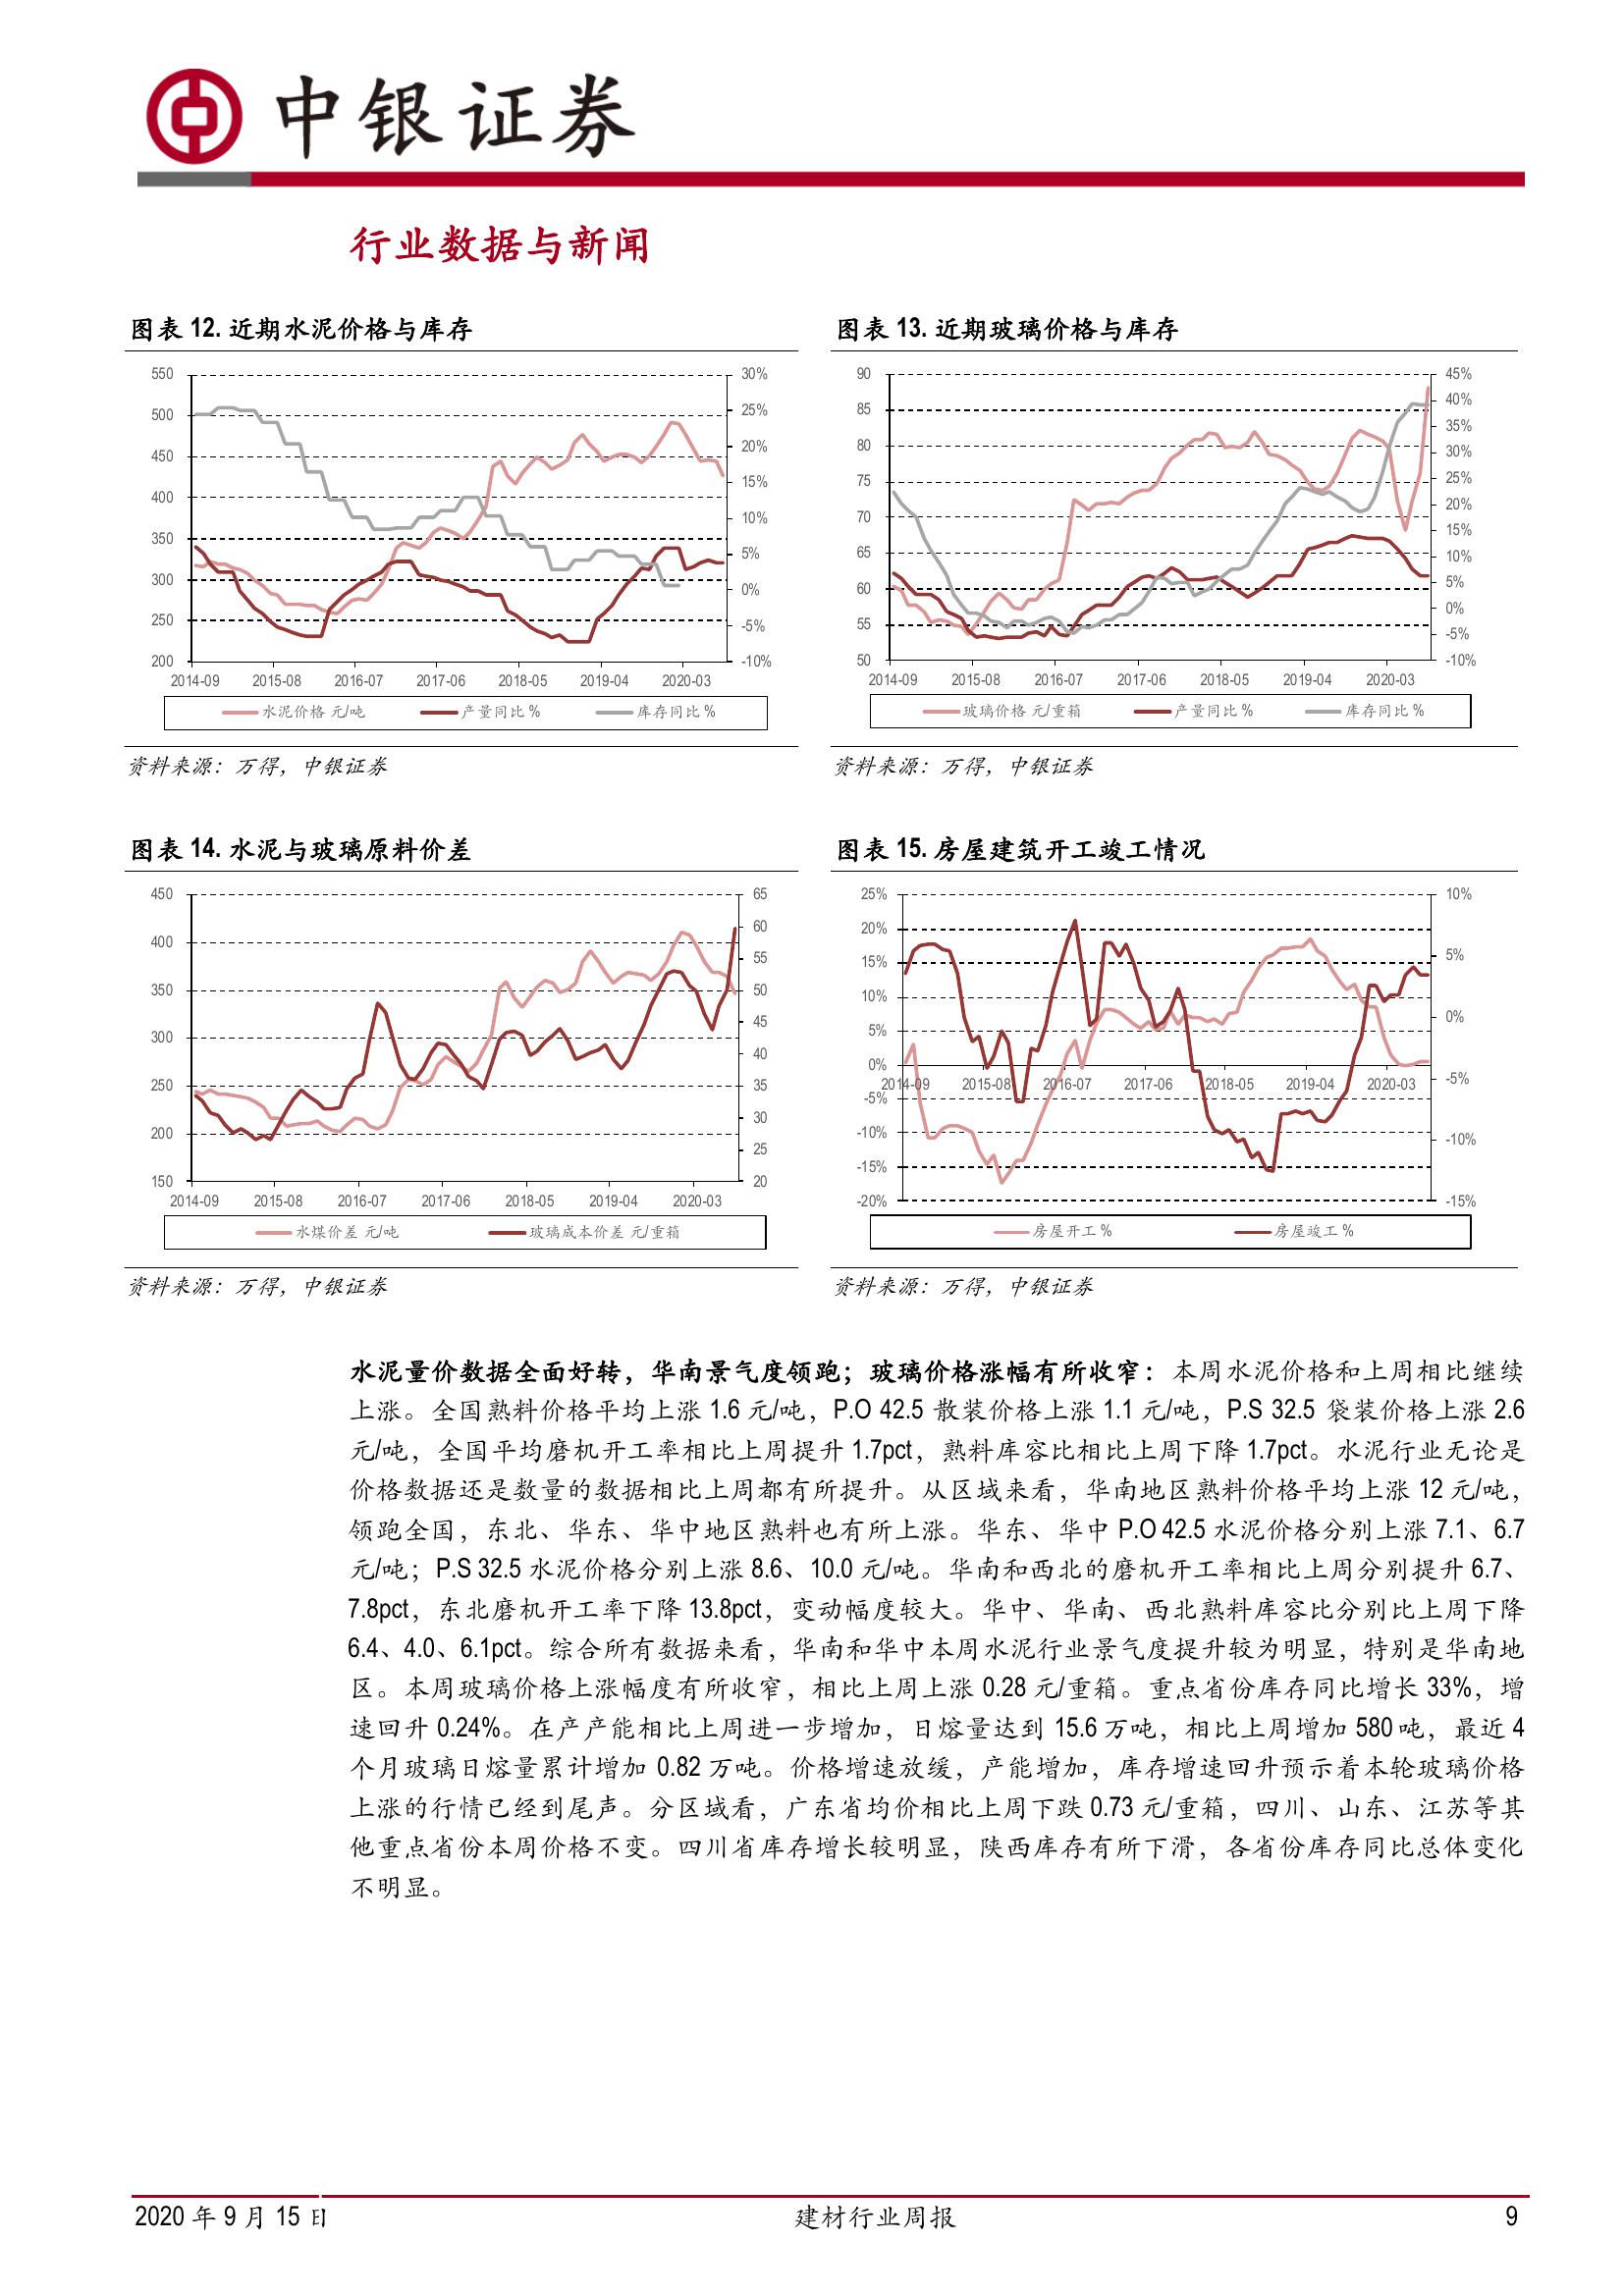 中银证券
行业数据与新闻
图表 12. 近期水泥价格与库存
550
500
450
400
350
300
250
200
30%
25%
20%
15%
10%
5%
0%
-5%
-10%
2014-09 2015-08 2016-07 2017-06 2018-05 2019-04 2020-03
水泥价格 元/吨 产量同比 % 库存同比 %
资料来源：万得，中银证券
图表 13. 近期玻璃价格与库存
90
85
80
75
70
65
60
55
50
45%
40%
35%
30%
25%
20%
15%
10%
5%
0%
-5%
-10%
2014-09 2015-08 2016-07 2017-06 2018-05 2019-04 2020-03
玻璃价格 元/重箱 产量同比 % 库存同比 %
资料来源：万得，中银证券
图表 14. 水泥与玻璃原料价差
450
400
350
300
250
200
150
65
60
55
50
45
40
35
30
25
20
2014-09 2015-08 2016-07 2017-06 2018-05 2019-04 2020-03
水煤价差 元/吨 玻璃成本价差 元/重箱
资料来源：万得，中银证券
图表 15. 房屋建筑开工竣工情况
25%
20%
15%
10%
5%
0%
-5%
-10%
-15%
-20%
10%
5%
0%
-5%
-10%
-15%
2014-09 2015-08 2016-07 2017-06 2018-05 2019-04 2020-03
房屋开工 % 房屋竣工 %
资料来源：万得，中银证券
水泥量价数据全面好转，华南景气度领跑；玻璃价格涨幅有所收窄：本周水泥价格和上周相比继续
上涨。全国熟料价格平均上涨 1.6 元/吨，P.O 42.5 散装价格上涨 1.1 元/吨，P.S 32.5 袋装价格上涨 2.6
元/吨，全国平均磨机开工率相比上周提升 1.7pct，熟料库容比相比上周下降 1.7pct。水泥行业无论是
价格数据还是数量的数据相比上周都有所提升。从区域来看，华南地区熟料价格平均上涨 12 元/吨，
领跑全国，东北、华东、华中地区熟料也有所上涨。华东、华中 P.O 42.5 水泥价格分别上涨 7.1、6.7
元/吨；P.S 32.5 水泥价格分别上涨 8.6、10.0 元/吨。华南和西北的磨机开工率相比上周分别提升 6.7、
7.8pct，东北磨机开工率下降 13.8pct，变动幅度较大。华中、华南、西北熟料库容比分别比上周下降
6.4、4.0、6.1pct。综合所有数据来看，华南和华中本周水泥行业景气度提升较为明显，特别是华南地
区。本周玻璃价格上涨幅度有所收窄，相比上周上涨 0.28 元/重箱。重点省份库存同比增长 33%，增
速回升 0.24%。在产产能相比上周进一步增加，日熔量达到 15.6 万吨，相比上周增加 580 吨，最近 4
个月玻璃日熔量累计增加 0.82 万吨。价格增速放缓，产能增加，库存增速回升预示着本轮玻璃价格
上涨的行情已经到尾声。分区域看，广东省均价相比上周下跌 0.73 元/重箱，四川、山东、江苏等其
他重点省份本周价格不变。四川省库存增长较明显，陕西库存有所下滑，各省份库存同比总体变化
不明显。
2020 年 9 月 15 日 建材行业周报 9